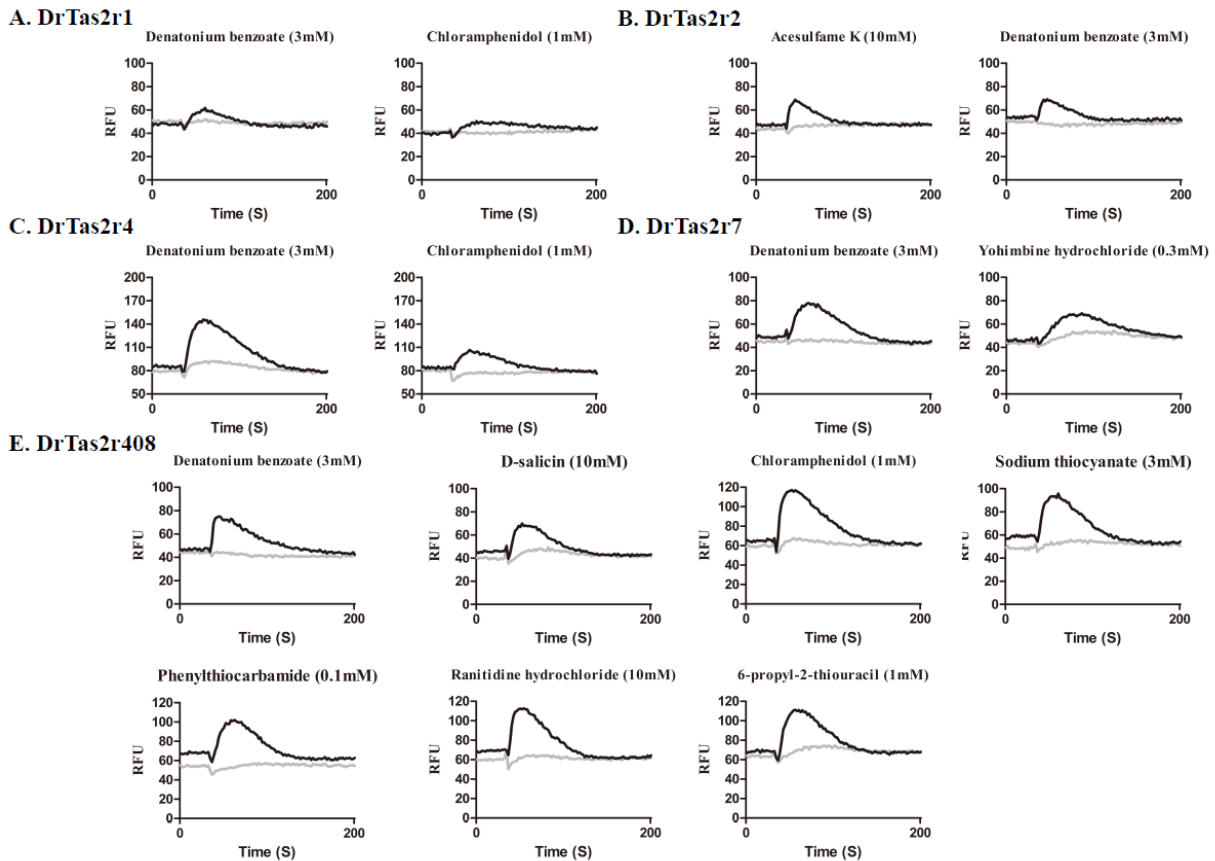 A. DrTas2r1
B. DrTas2r2
Denatonium benzoate (3mM)
100
80
60
40
20
0
RFU
0
200
Time (S)
Chloramphenidol (1mM)
100
80
60
40
20
0
RFU
0
200
Time (S)
Acesulfame K (10mM)
100
80
60
40
20
0
RFU
0
200
Time (S)
Denatonium benzoate (3mM)
100
80
60
40
20
0
RFU
0
200
Time (S)
C. DrTas2r4
D. DrTas2r7
Denatonium benzoate (3mM)
200
170
140
110
80
50
RFU
0
200
Time (S)
Chloramphenidol (1mM)
200
170
140
110
80
50
RFU
0
200
Time (S)
Denatonium benzoate (3mM)
100
80
60
40
20
0
RFU
0
200
Time (S)
Yohimbine hydrochloride (0.3mM)
100
80
60
40
20
0
RFU
0
200
Time (S)
E. DrTas2r408
Denatonium benzoate (3mM)
100
80
60
40
20
0
RFU
0
200
Time (S)
D-salicin (10mM)
100
80
60
40
20
0
RFU
0
200
Time (S)
Chloramphenidol (1mM)
120
100
80
60
40
20
0
RFU
0
200
Time (S)
Sodium thiocyanate (3mM)
100
80
60
40
20
0
RFU
0
200
Time (S)
Phenylthiocarbamide (0.1mM)
120
100
80
60
40
20
0
RFU
0
200
Time (S)
Ranitidine hydrochloride (10mM)
120
100
80
60
40
20
0
RFU
0
200
Time (S)
6-propyl-2-thiouracil (1mM)
120
100
80
60
40
20
0
RFU
0
200
Time (S)